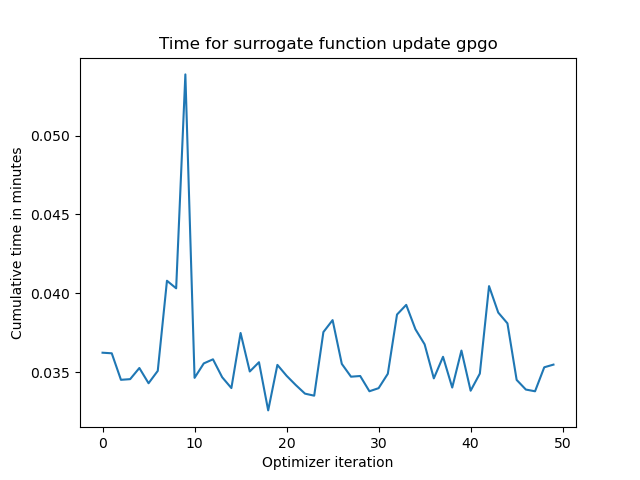 Time for surrogate function update gpgo
Cumulative time in minutes
0.050
0.045
0.040
0.035
0 10 20 30 40 50
Optimizer iteration